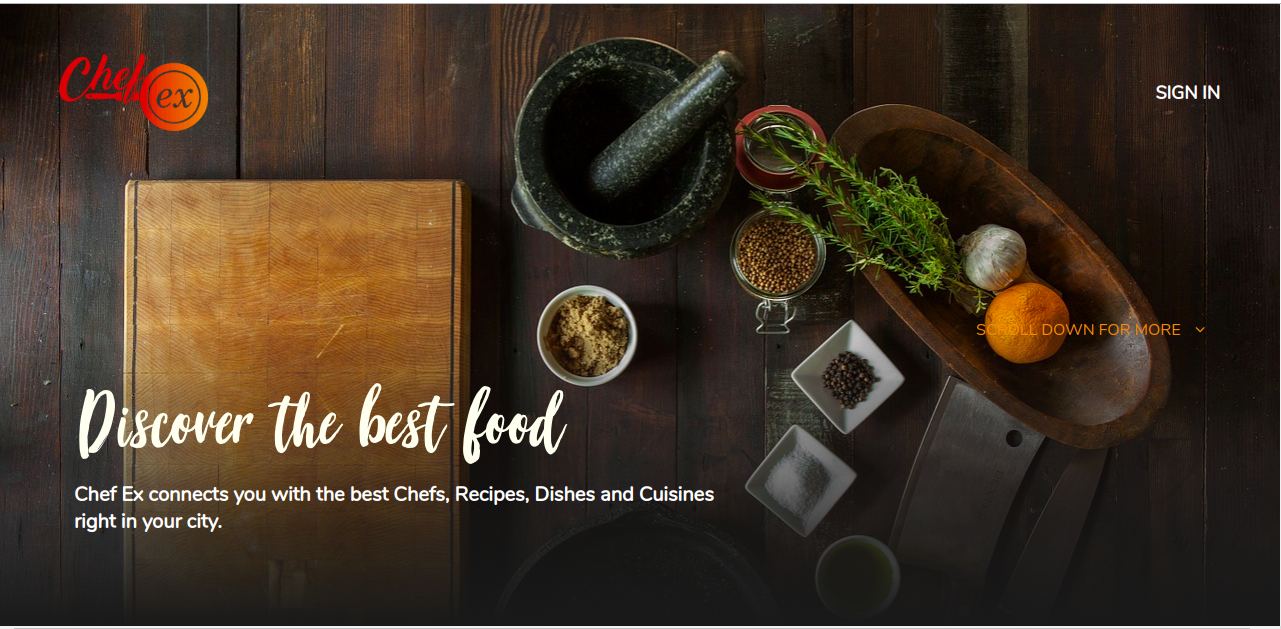 Chef ex
SIGN IN
SCROLL DOWN FOR MORE
Discover the best food
Chef Ex connects you with the best Chefs, Recipes, Dishes and Cuisines
right in your city.